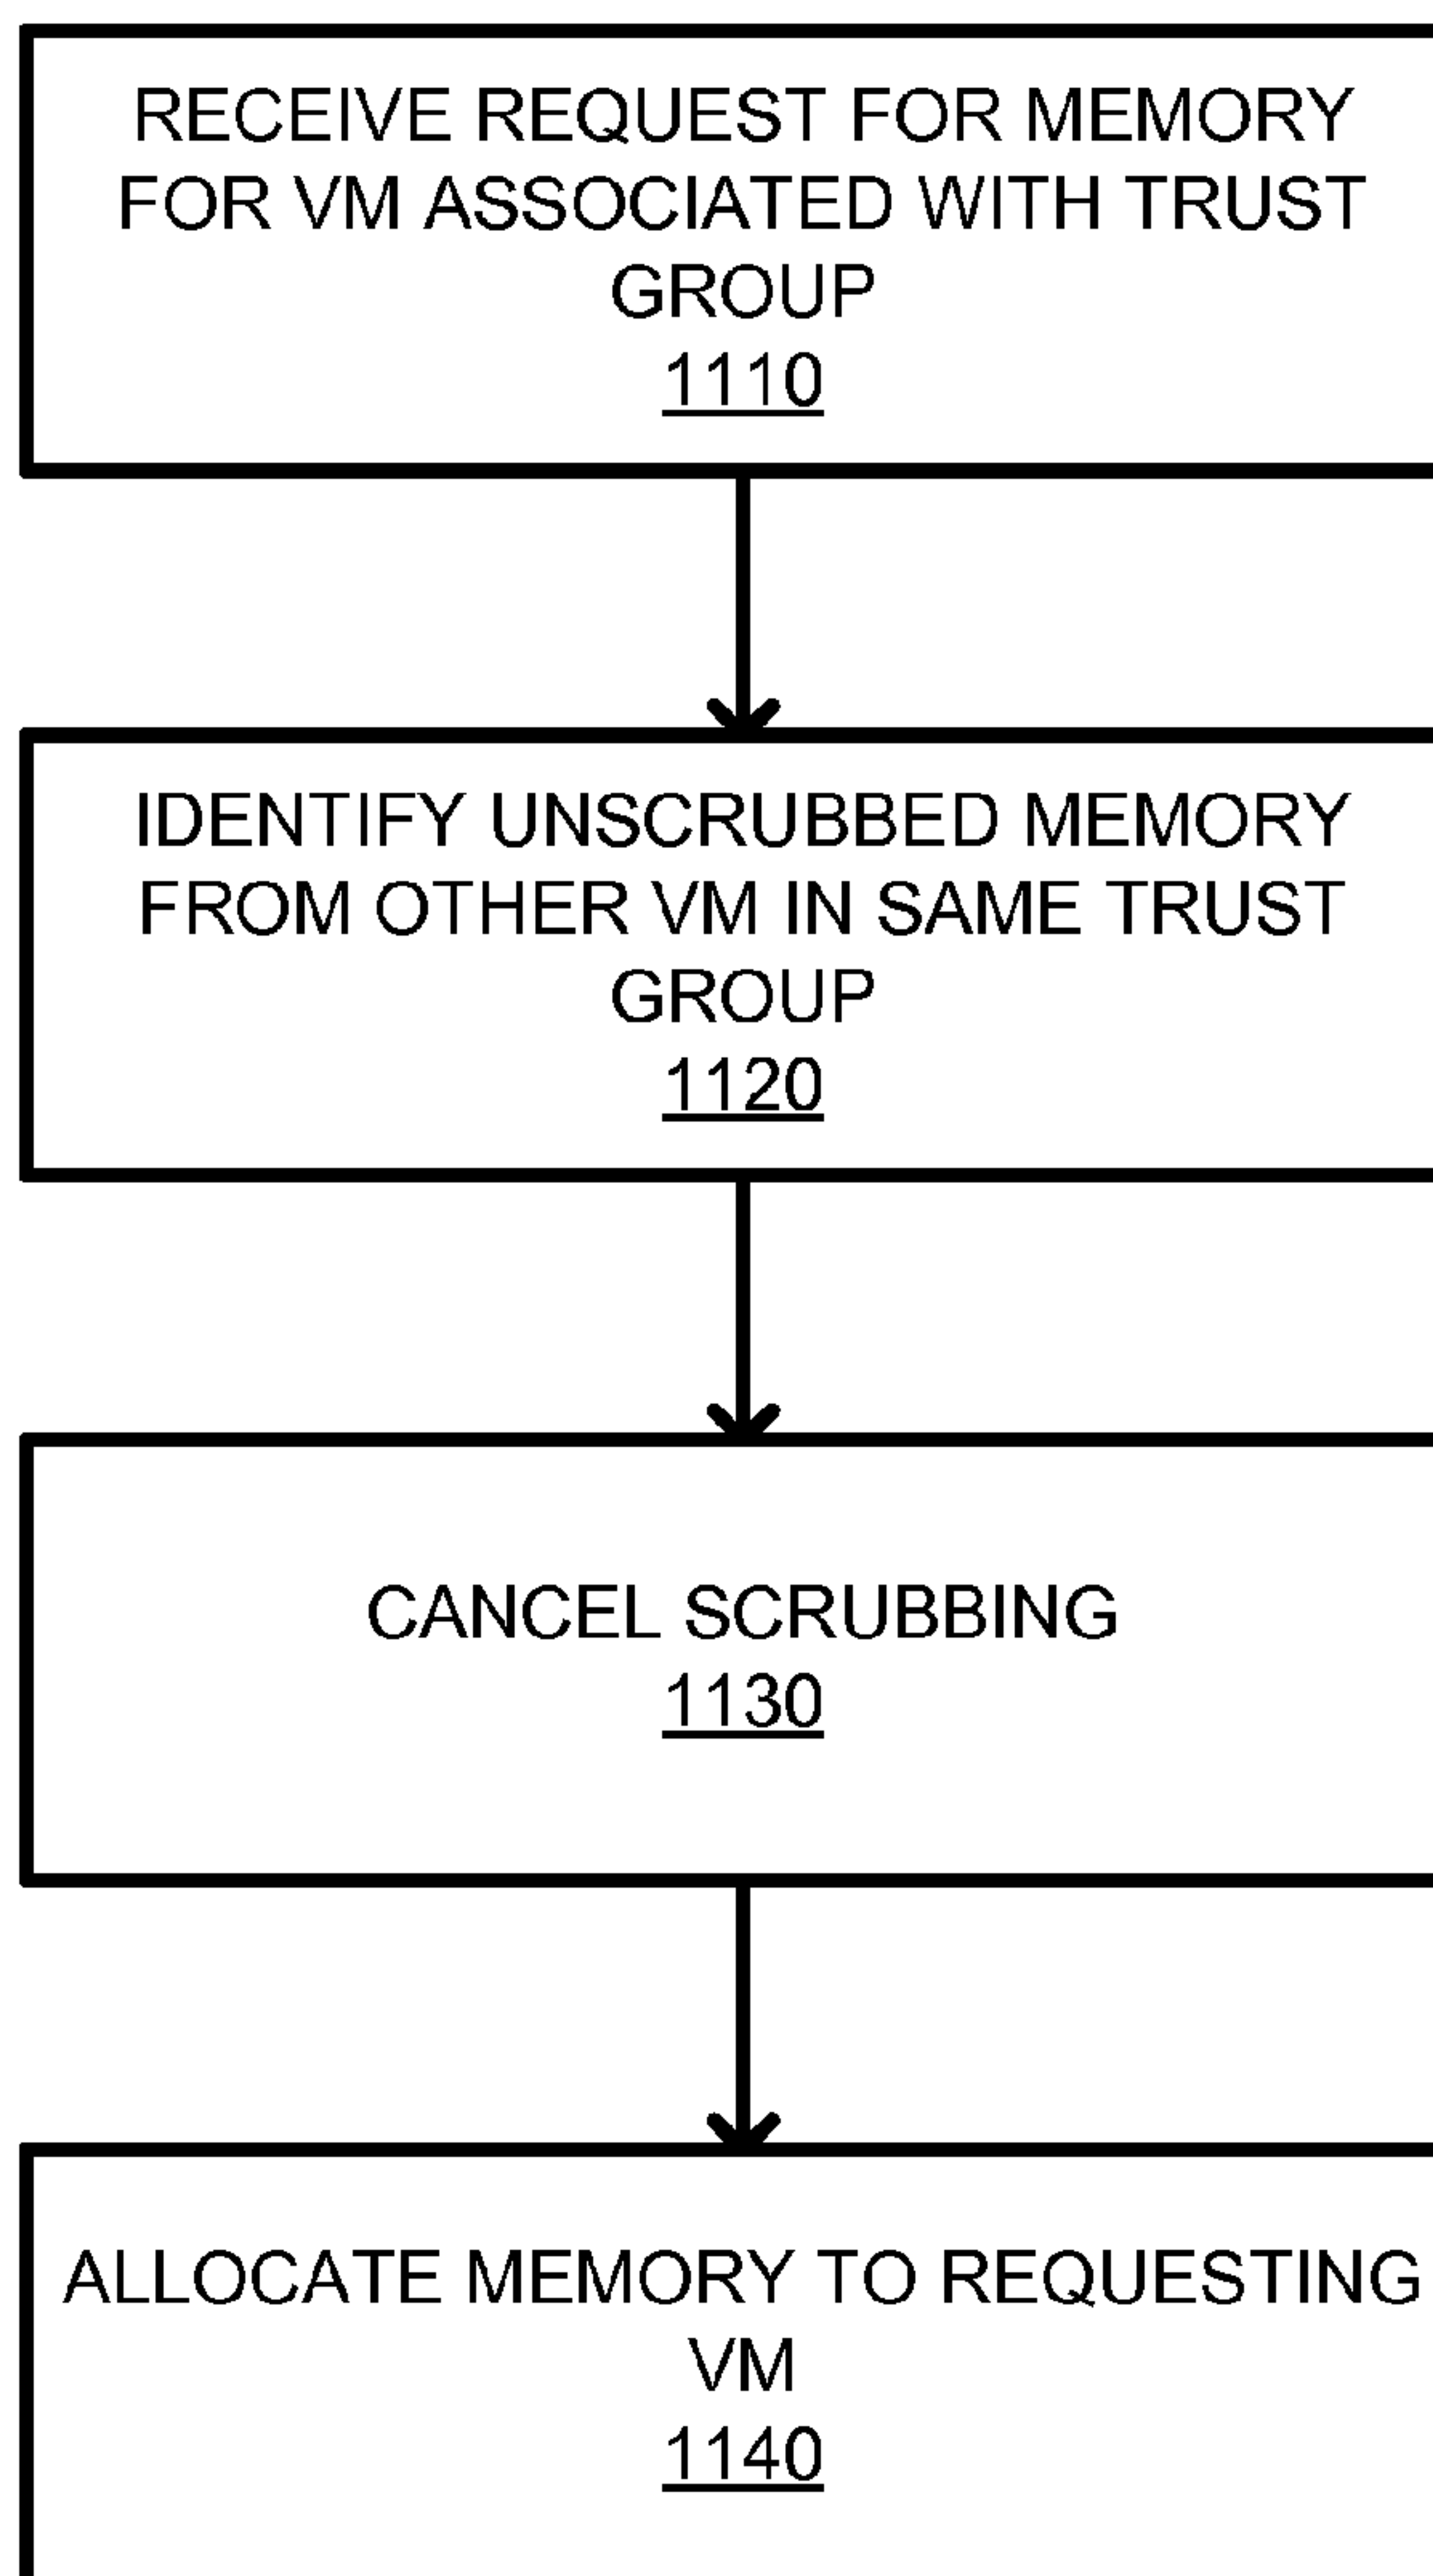 RECEIVE REQUEST FOR MEMORY
FOR VM ASSOCIATED WITH TRUST
GROUP
1110
IDENTIFY UNSCRUBBED MEMORY
FROM OTHER VM IN SAME TRUST
GROUP
1120
CANCEL SCRUBBING
1130
ALLOCATE MEMORY TO REQUESTING
VM
1140